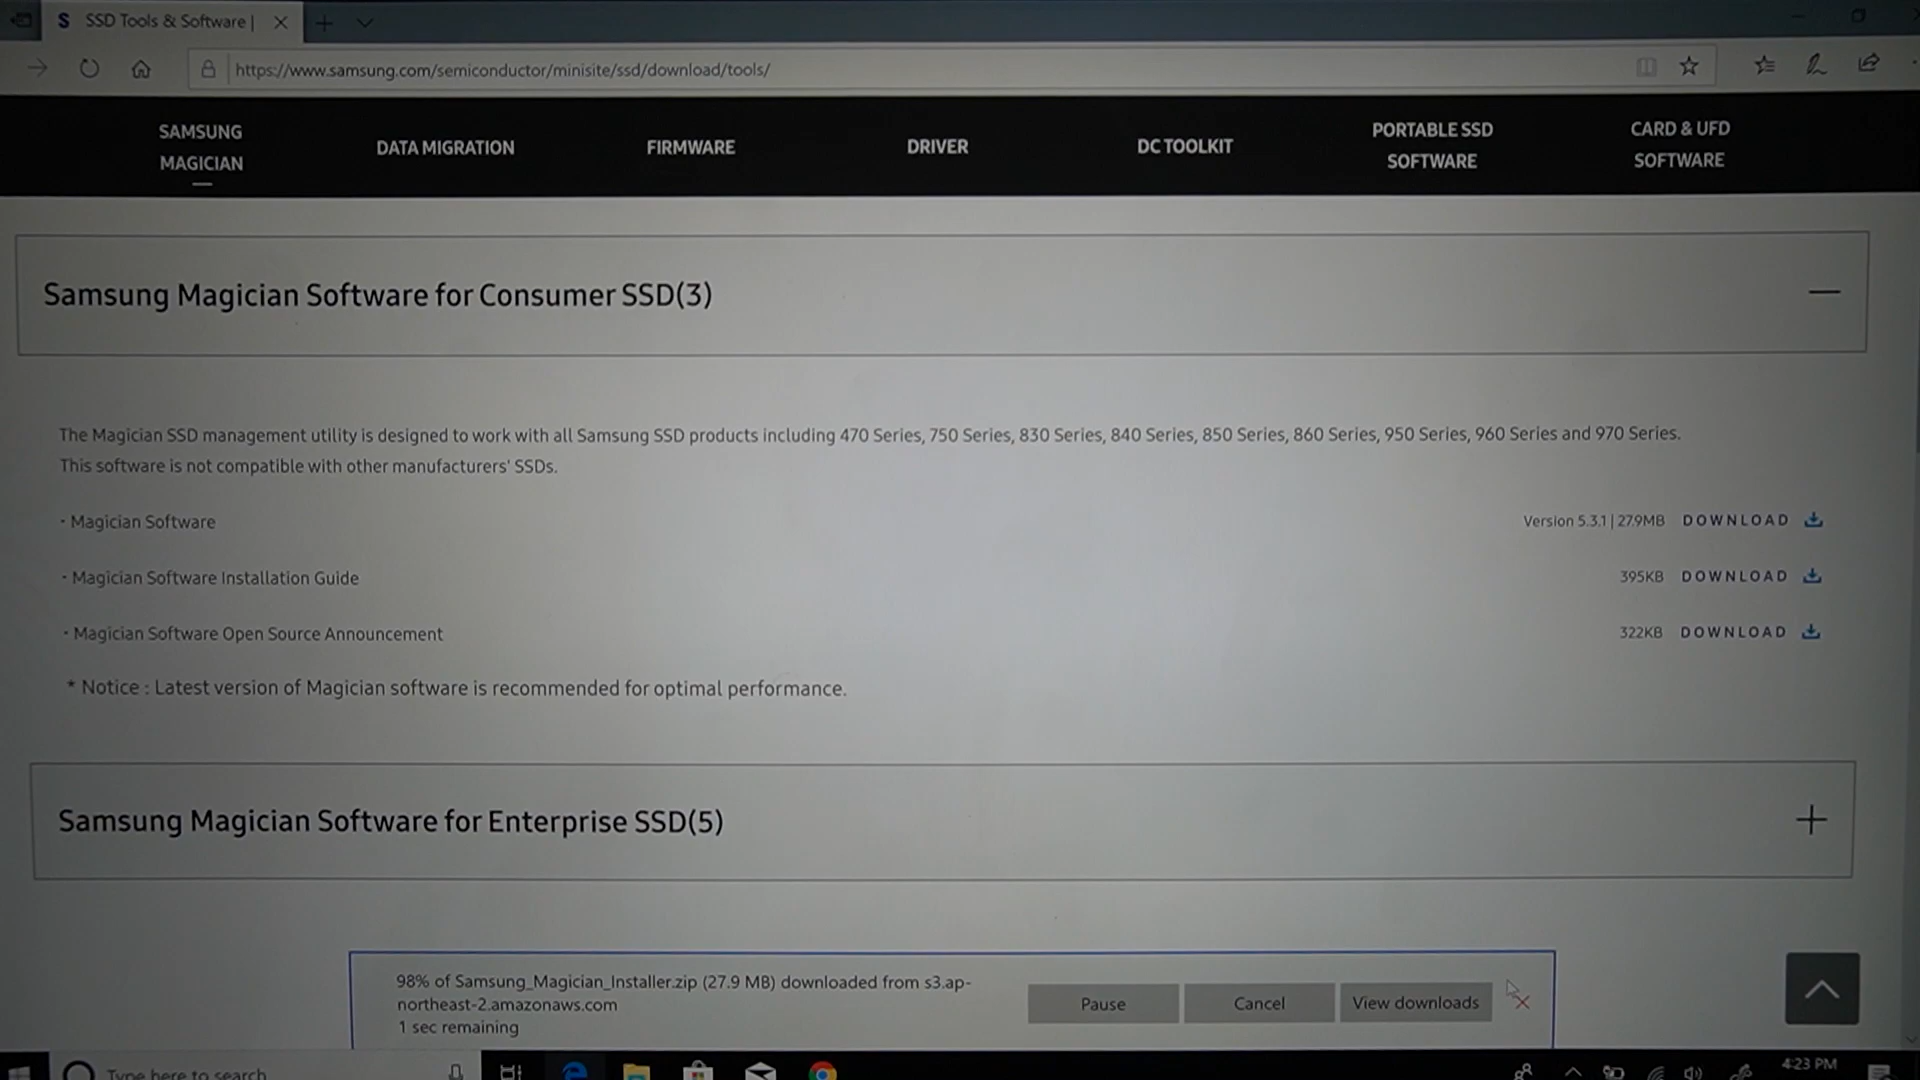 S SSD Tools & Software |
https://www.samsung.com/semiconductor/minisite/ssd/download/tools/
SAMSUNG
MAGICIAN
DATA MIGRATION
FIRMWARE
DRIVER
DC TOOLKIT
PORTABLE SSD
SOFTWARE
CARD & UFD
SOFTWARE
Samsung Magician Software for Consumer SSD(3)
The Magician SSD management utility is designed to work with all Samsung SSD products including 470 Series, 750 Series, 830 Series, 840 Series, 850 Series, 860 Series, 950 Series, 960 Series and 970 Series.
This software is not compatible with other manufacturers' SSDs.
· Magician Software
Version 5.3.1 | 27.9MB DOWNLOAD
· Magician Software Installation Guide
395KB DOWNLOAD
· Magician Software Open Source Announcement
322KB DOWNLOAD
* Notice : Latest version of Magician software is recommended for optimal performance.
Samsung Magician Software for Enterprise SSD(5)
98% of Samsung_Magician_Installer.zip (27.9 MB) downloaded from s3.ap-
northeast-2.amazonaws.com
1 sec remaining
Pause
Cancel
View downloads
Type here to search
4:23 PM